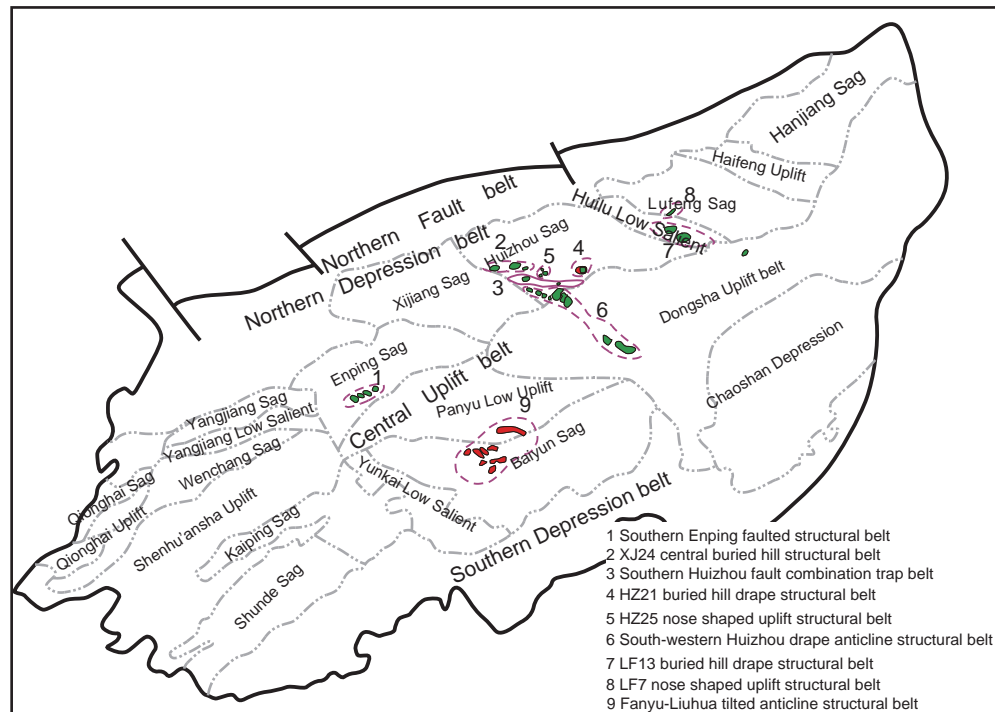 Hanjiang Sag
Haifeng Uplift
8
Lufeng Sag
Northern Fault belt
Huilu Low Salient
7
Northern Depression belt
2
Huizhou Sag
5
4
3
Xijiang Sag
6
Dongsha Uplift belt
Enping Sag
1
Chaoshan Depression
Central Uplift belt
Panyu Low Uplift
9
Baiyun Sag
Yangjiang Sag
Yangjiang Low Salient
Wenchang Sag
Yunkai Low Salient
Qionghai Sag
Qionghai Uplift
Shenhu'ansha Uplift
Kaiping Sag
Shunde Sag
Southern Depression belt
1 Southern Enping faulted structural belt
2 XJ24 central buried hill structural belt
3 Southern Huizhou fault combination trap belt
4 HZ21 buried hill drape structural belt
5 HZ25 nose shaped uplift structural belt
6 South-western Huizhou drape anticline structural belt
7 LF13 buried hill drape structural belt
8 LF7 nose shaped uplift structural belt
9 Fanyu-Liuhua tilted anticline structural belt